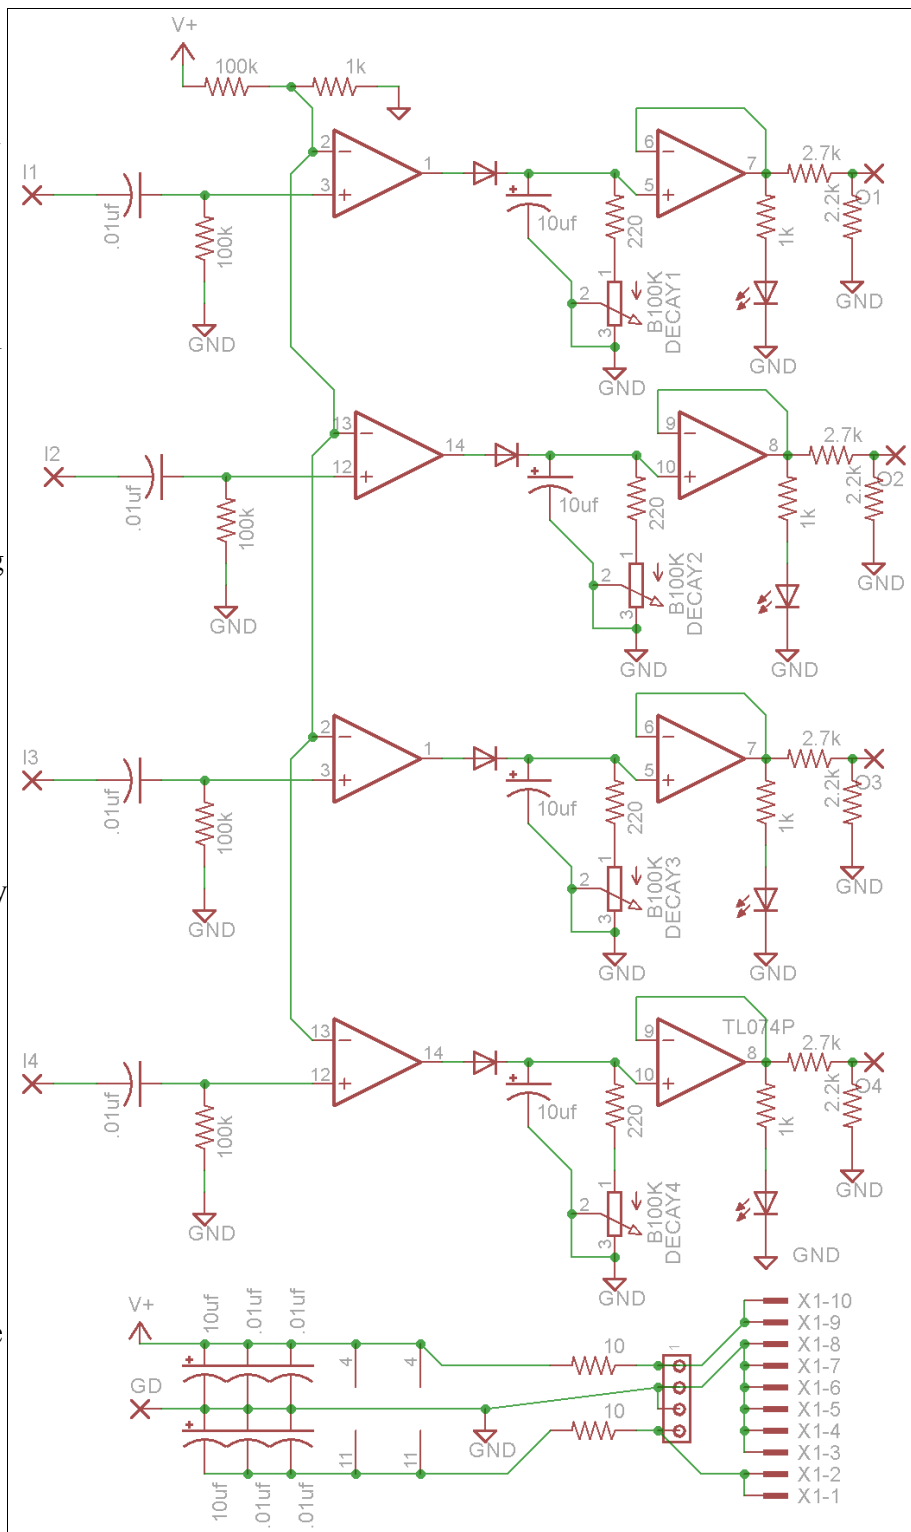 V+
100k
1k
I1
.01uf
100k
GND
2
3
1
10uf
220
1
2
3
B100K
DECAY1
GND
6
5
7
2.7k
2.2k
O1
1k
GND
GND
I2
.01uf
100k
GND
13
12
14
10uf
220
1
2
3
B100K
DECAY2
GND
9
10
8
2.7k
2.2k
O2
1k
GND
GND
I3
.01uf
100k
GND
2
3
1
10uf
220
1
2
3
B100K
DECAY3
GND
6
5
7
2.7k
2.2k
O3
1k
GND
GND
I4
.01uf
100k
GND
13
12
14
10uf
220
1
2
3
B100K
DECAY4
GND
9
10
8
TL074P
2.7k
2.2k
O4
1k
GND
GND
V+
10uf
.01uf
.01uf
4
4
10
1
GD
GND
10
10uf
.01uf
.01uf
11
11
X1-10
X1-9
X1-8
X1-7
X1-6
X1-5
X1-4
X1-3
X1-2
X1-1